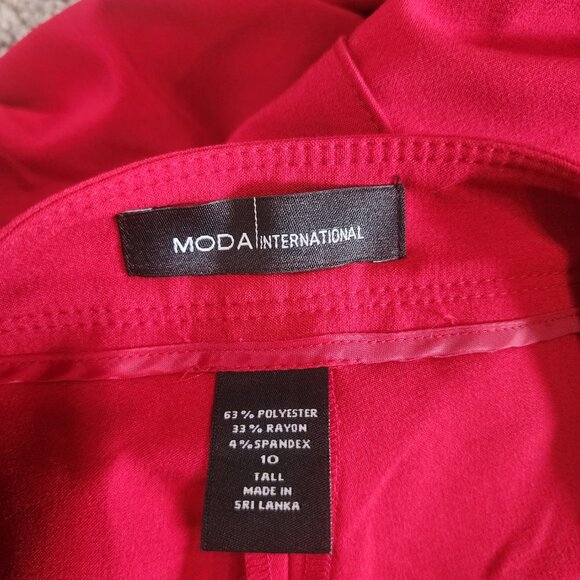 MODA INTERNATIONAL
63% POLYESTER
33% RAYON
4% SPANDEX
10
TALL
MADE IN
SRI LANKA